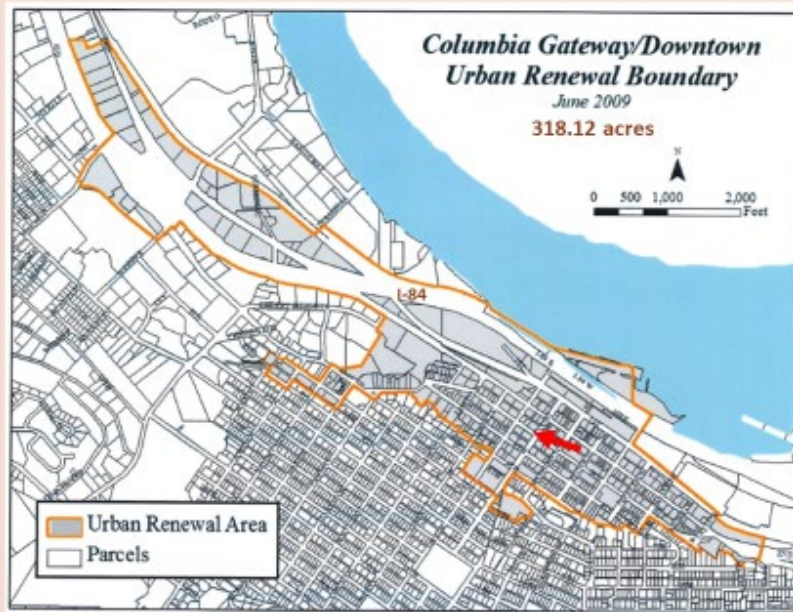 Columbia Gateway/Downtown
Urban Renewal Boundary
June 2009
318.12 acres
N
0 500 1,000 2,000
Feet
I-84
Urban Renewal Area
Parcels